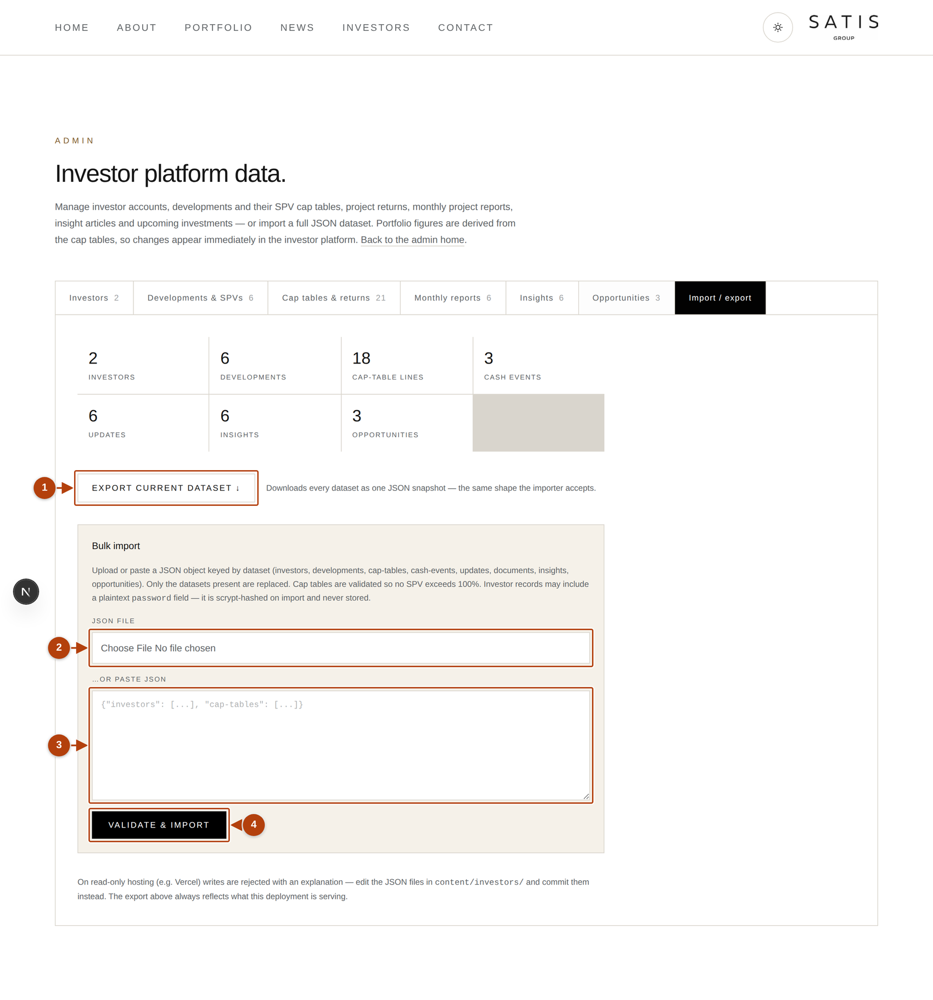 HOME ABOUT PORTFOLIO NEWS INVESTORS CONTACT
SATIS
GROUP
ADMIN
Investor platform data.
Manage investor accounts, developments and their SPV cap tables, project returns, monthly project reports,
insight articles and upcoming investments — or import a full JSON dataset. Portfolio figures are derived from
the cap tables, so changes appear immediately in the investor platform. Back to the admin home.
Investors 2 Developments & SPVs 6 Cap tables & returns 21 Monthly reports 6 Insights 6 Opportunities 3 Import / export
2 6 18 3
INVESTORS DEVELOPMENTS CAP-TABLE LINES CASH EVENTS
6 6 3
UPDATES INSIGHTS OPPORTUNITIES
1 EXPORT CURRENT DATASET ↓ Downloads every dataset as one JSON snapshot — the same shape the importer accepts.
Bulk import
Upload or paste a JSON object keyed by dataset (investors, developments, cap-tables, cash-events, updates, documents, insights,
opportunities). Only the datasets present are replaced. Cap tables are validated so no SPV exceeds 100%. Investor records may include
a plaintext password field — it is scrypt-hashed on import and never stored.
N
JSON FILE
2 Choose File No file chosen
…OR PASTE JSON
{"investors": [...], "cap-tables": [...]}
3
VALIDATE & IMPORT 4
On read-only hosting (e.g. Vercel) writes are rejected with an explanation — edit the JSON files in content/investors/ and commit them
instead. The export above always reflects what this deployment is serving.